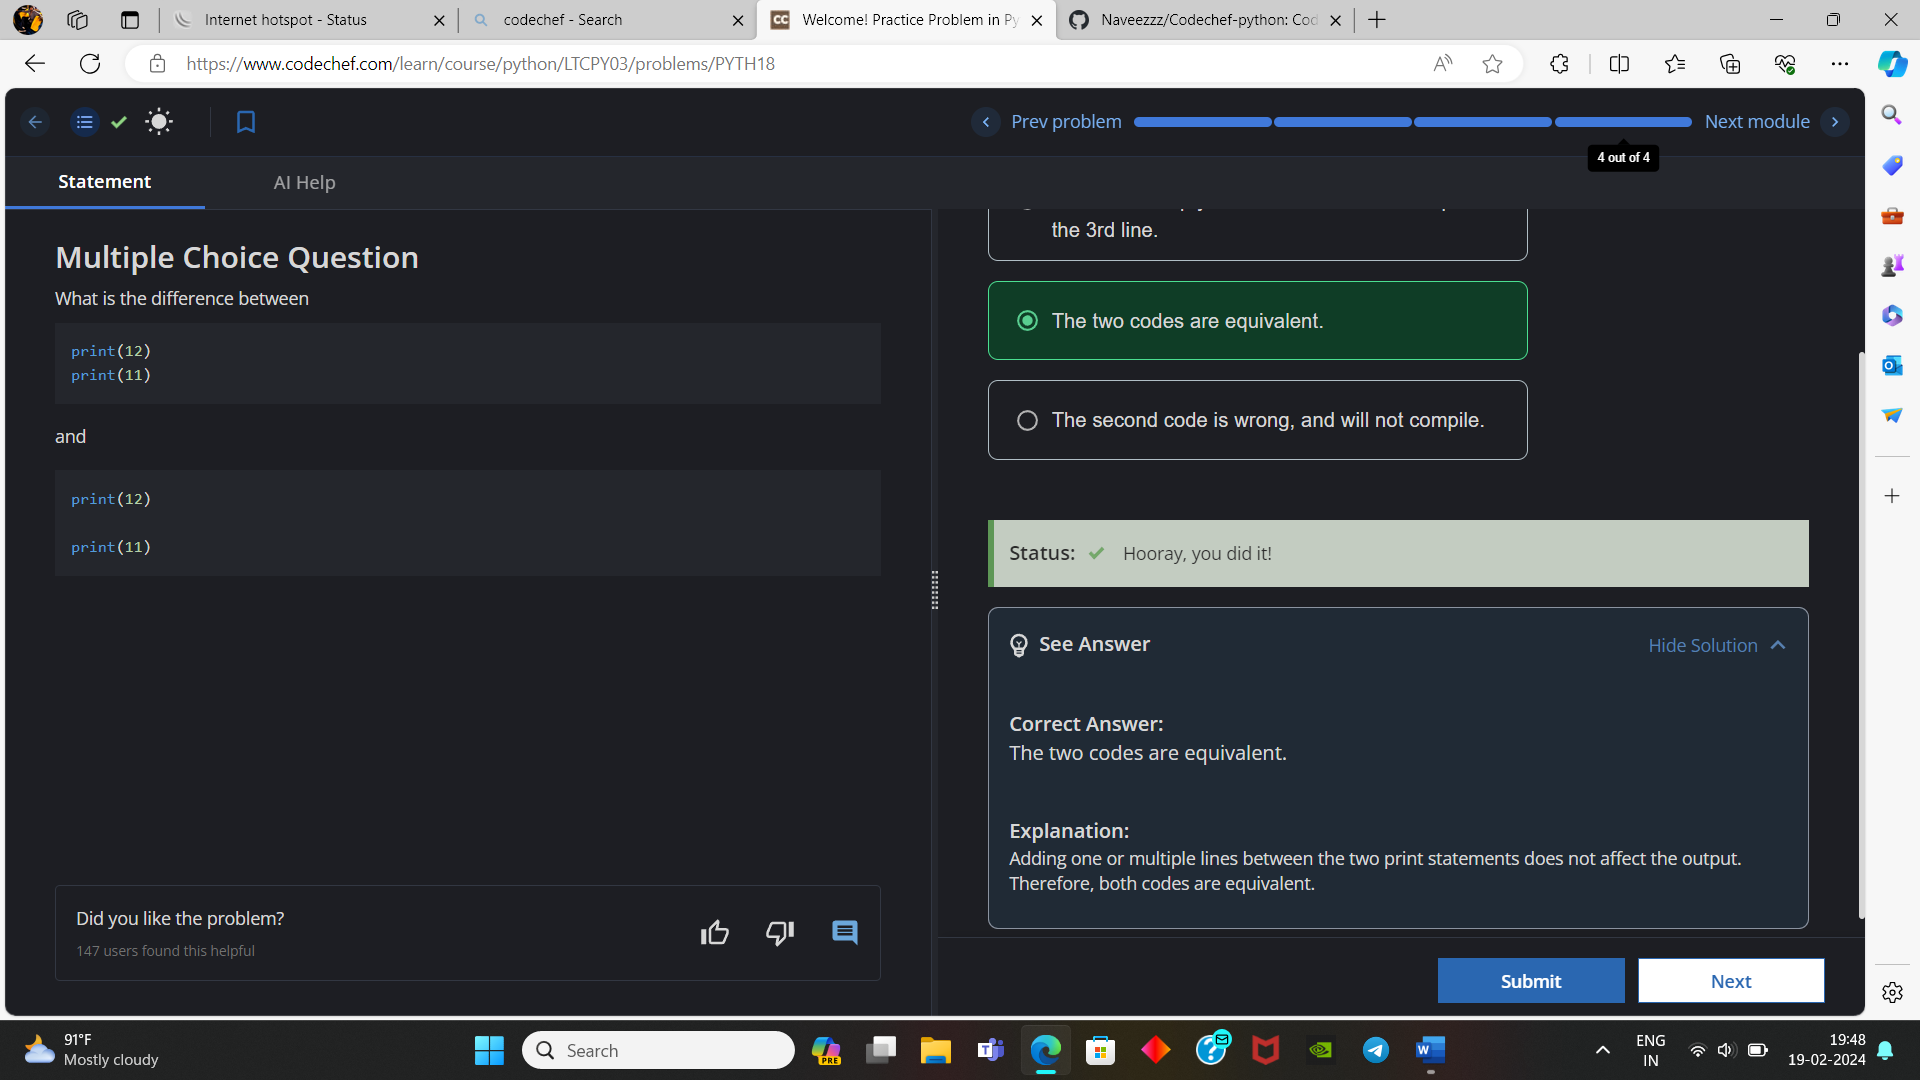 Internet hotspot - Status
codechef - Search
Welcome! Practice Problem in Py
Naveezzz/Codechef-python: Cod
https://www.codechef.com/learn/course/python/LTCPY03/problems/PYTH18
Prev problem
Next module
4 out of 4
Statement
AI Help
Multiple Choice Question
What is the difference between
print(12)
print(11)
and
print(12)
print(11)
Did you like the problem?
147 users found this helpful
the 3rd line.
The two codes are equivalent.
The second code is wrong, and will not compile.
Status: Hooray, you did it!
See Answer
Hide Solution
Correct Answer:
The two codes are equivalent.
Explanation:
Adding one or multiple lines between the two print statements does not affect the output.
Therefore, both codes are equivalent.
Submit
Next
91°F
Mostly cloudy
Search
PRE
ENG
IN
19:48
19-02-2024